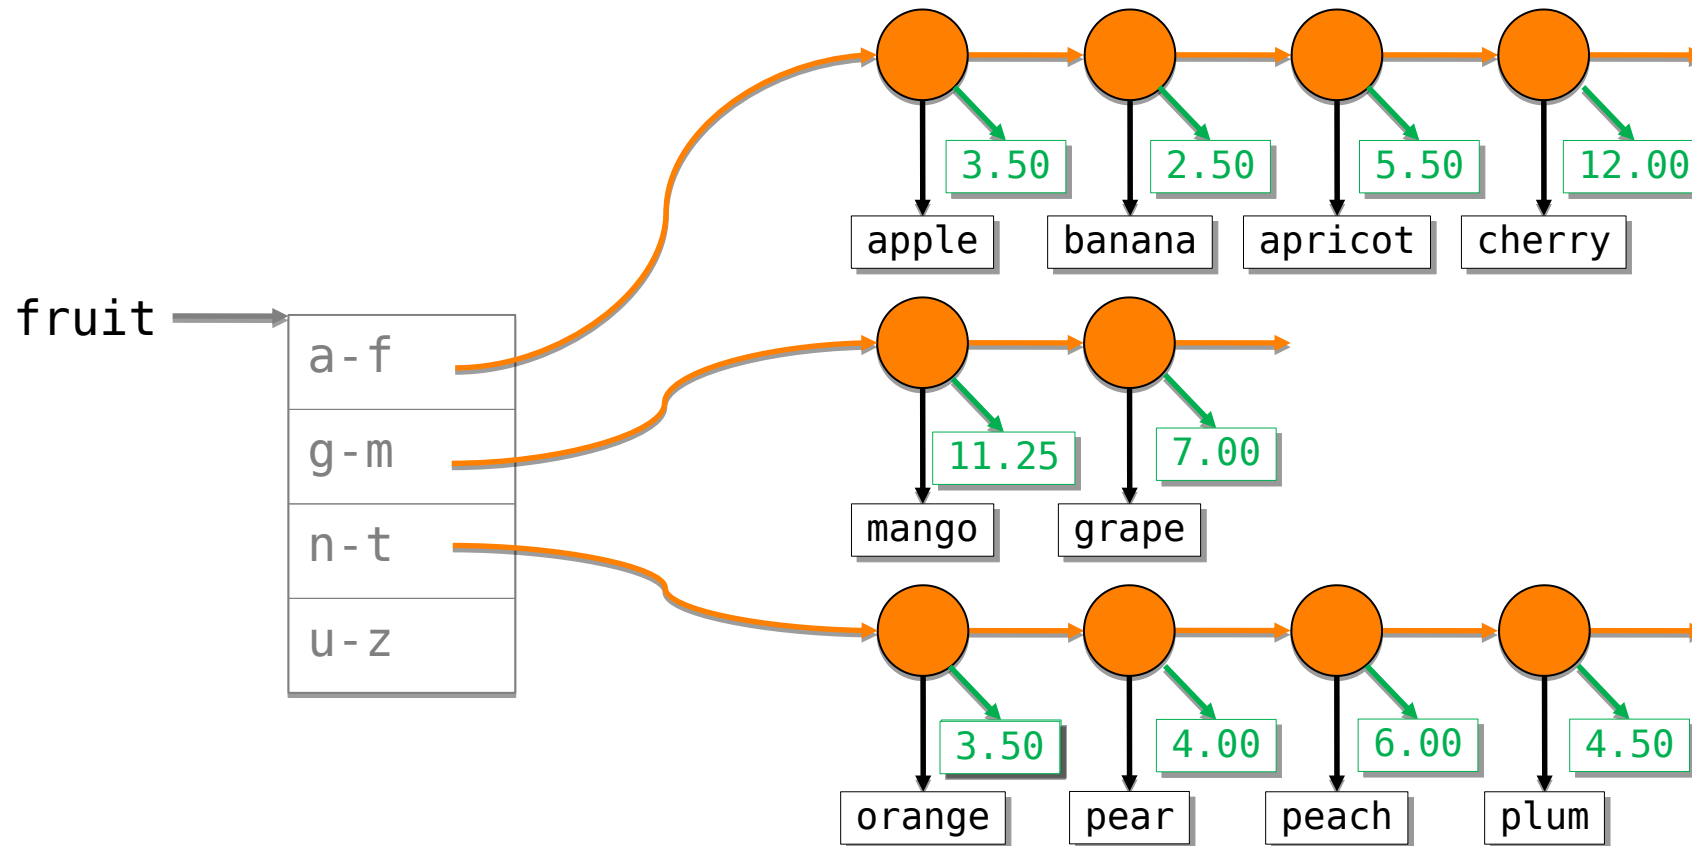 3.50 2.50 5.50 12.00
apple banana apricot cherry
fruit
a-f
g-m
11.25 7.00
mango grape
n-t
u-z
3.50 4.00 6.00 4.50
orange pear peach plum